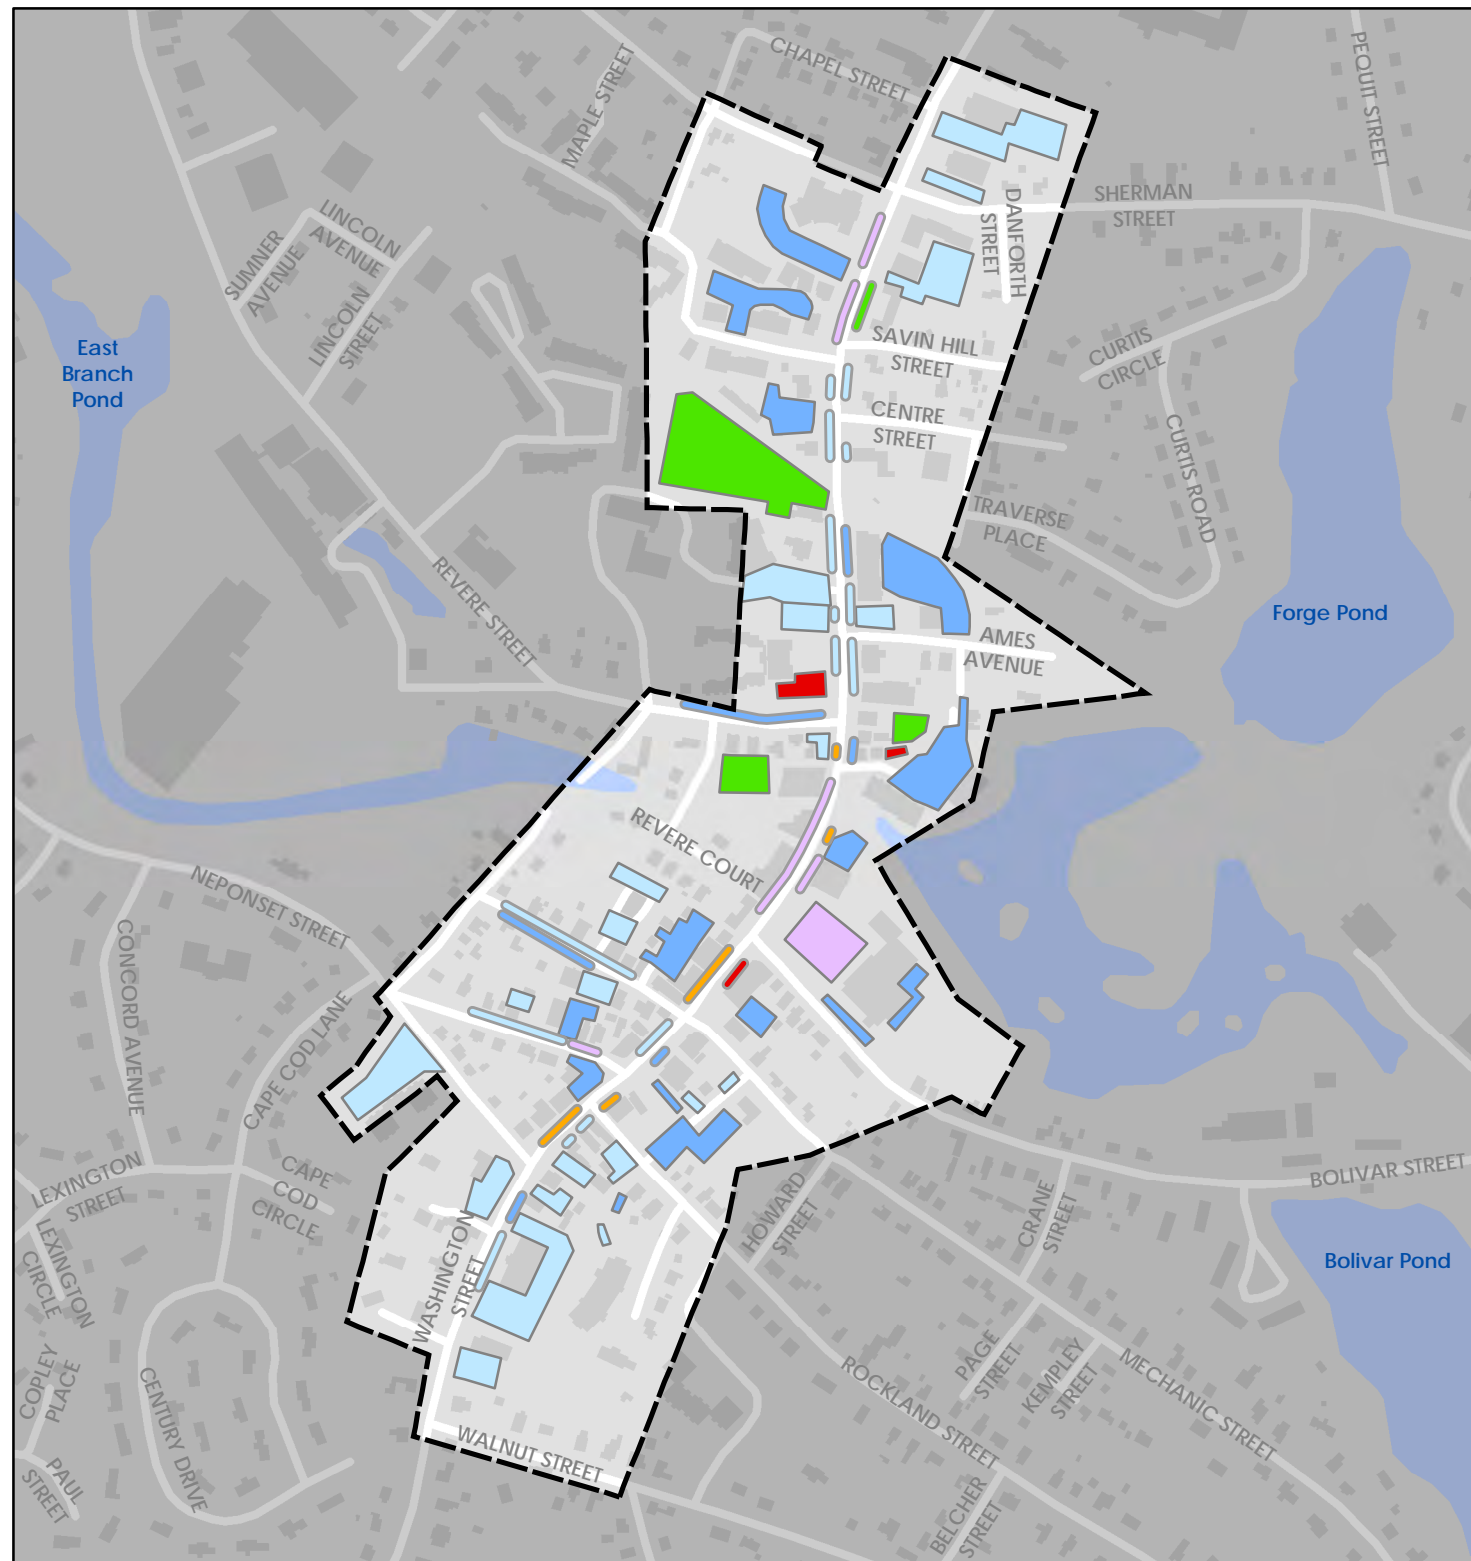 CHAPEL STREET
MAPLE STREET
PEQUIT STREET
SHERMAN
STREET
DANFORTH
STREET
LINCOLN
AVENUE
SUMNER
AVENUE
LINCOLN
STREET
East
Branch
Pond
SAVIN HILL
STREET
CURTIS
CIRCLE
CENTRE
STREET
CURTIS ROAD
TRAVERSE
PLACE
REVERE STREET
Forge Pond
AMES
AVENUE
REVERE COURT
NEPONSET STREET
CONCORD AVENUE
CAPE COD LANE
LEXINGTON
STREET
CAPE
COD
CIRCLE
LEXINGTON
CIRCLE
BOLIVAR STREET
CRANE
STREET
HOWARD
STREET
WASHINGTON
STREET
Bolivar Pond
COPLEY
PLACE
CENTURY DRIVE
PAGE
STREET
KEMPLEY
STREET
MECHANIC STREET
ROCKLAND STREET
WALNUT STREET
PAUL
STREET
BELCHER
STREET